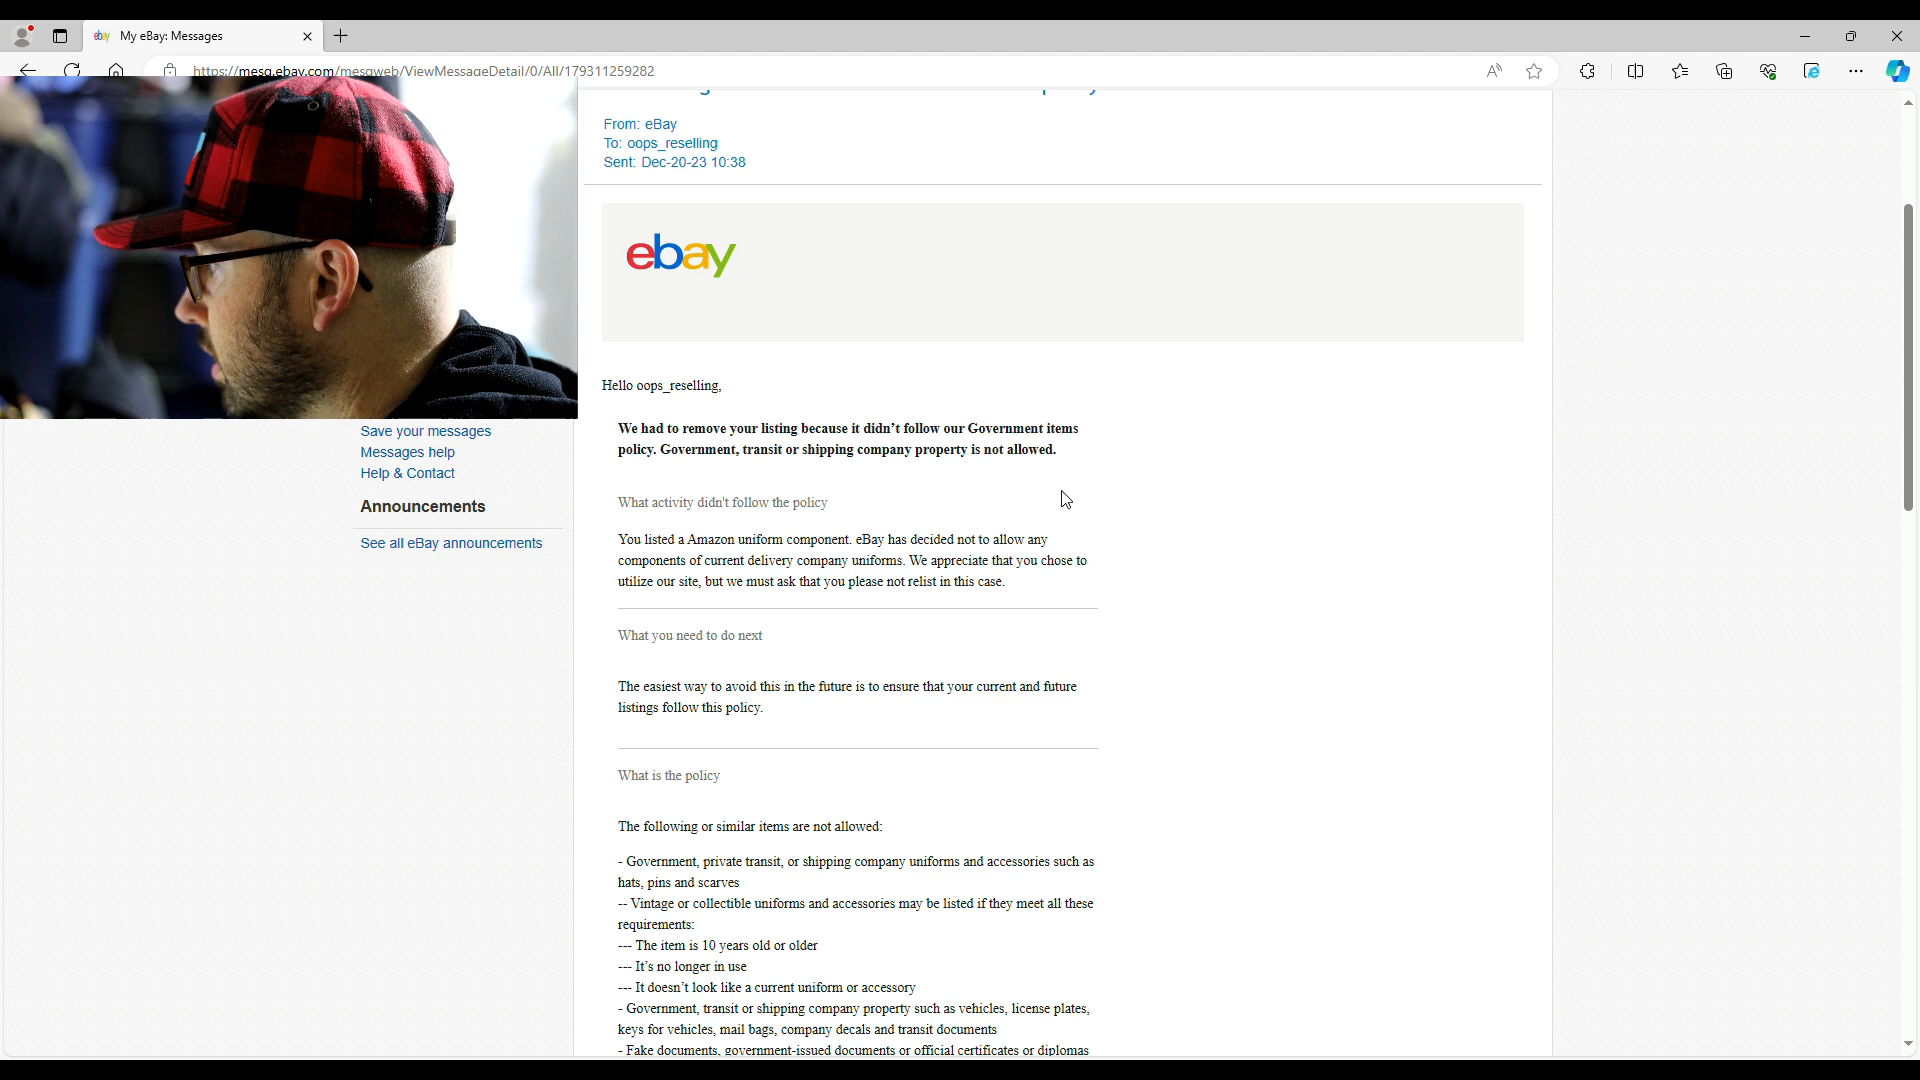 ebay My eBay: Messages
https://mesg.ebay.com/mesgweb/ViewMessageDetail/0/All/179311259282
From: eBay
To: oops_reselling
Sent: Dec-20-23 10:38
ebay
Hello oops_reselling,
We had to remove your listing because it didn’t follow our Government items
policy. Government, transit or shipping company property is not allowed.
What activity didn't follow the policy
You listed a Amazon uniform component. eBay has decided not to allow any
components of current delivery company uniforms. We appreciate that you chose to
utilize our site, but we must ask that you please not relist in this case.
What you need to do next
The easiest way to avoid this in the future is to ensure that your current and future
listings follow this policy.
What is the policy
The following or similar items are not allowed:
- Government, private transit, or shipping company uniforms and accessories such as
hats, pins and scarves
-- Vintage or collectible uniforms and accessories may be listed if they meet all these
requirements:
--- The item is 10 years old or older
--- It’s no longer in use
--- It doesn’t look like a current uniform or accessory
- Government, transit or shipping company property such as vehicles, license plates,
keys for vehicles, mail bags, company decals and transit documents
- Fake documents, government-issued documents or official certificates or diplomas
Save your messages
Messages help
Help & Contact
Announcements
See all eBay announcements